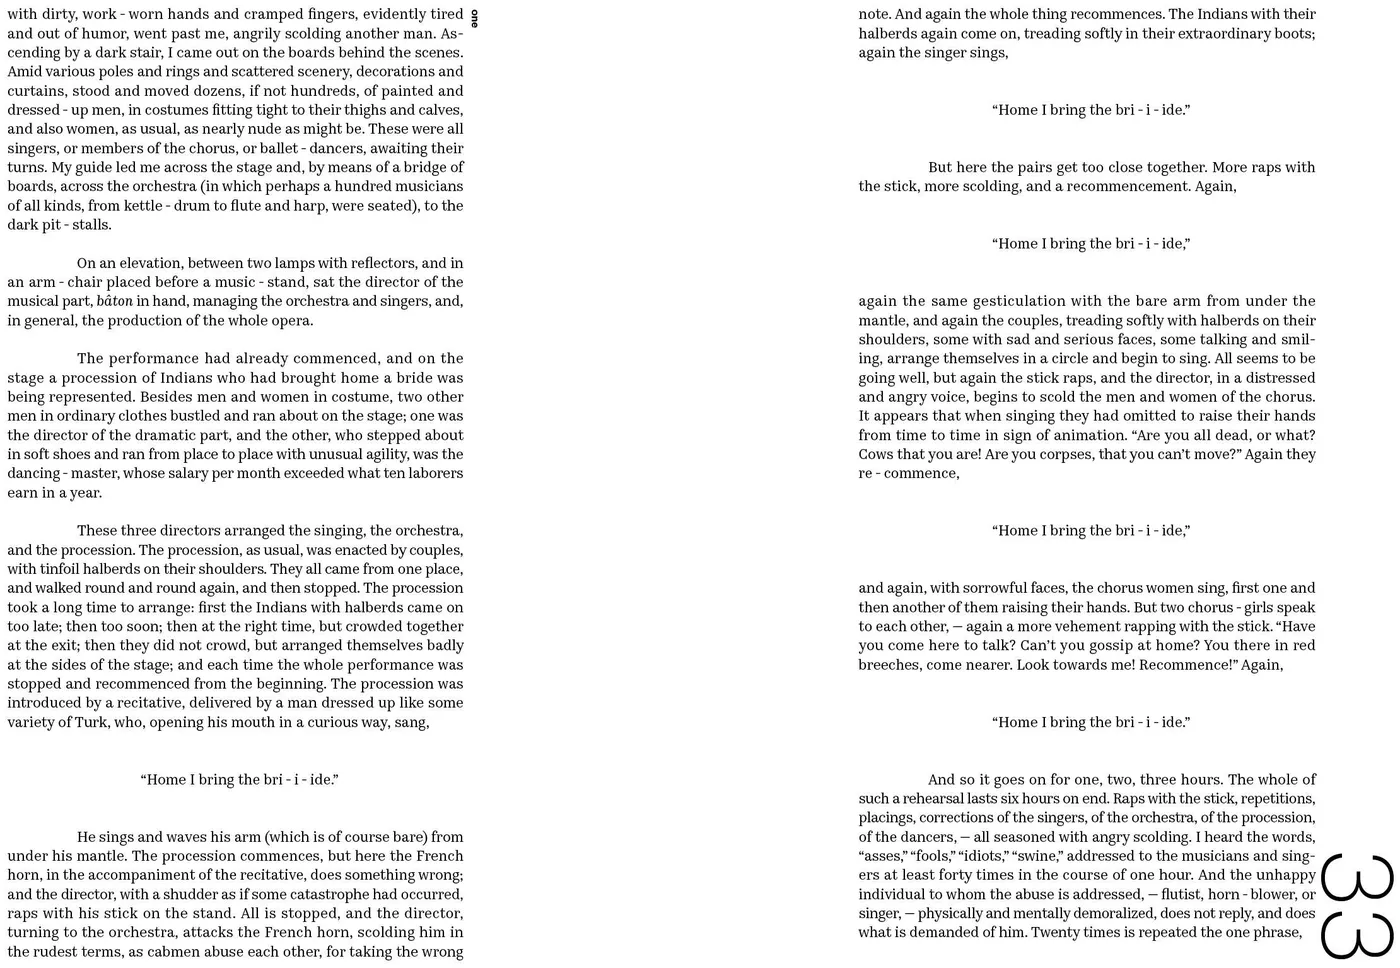 with dirty, work - worn hands and cramped fingers, evidently tired
and out of humor, went past me, angrily scolding another man. As-
cending by a dark stair, I came out on the boards behind the scenes.
Amid various poles and rings and scattered scenery, decorations and
curtains, stood and moved dozens, if not hundreds, of painted and
dressed - up men, in costumes fitting tight to their thighs and calves,
and also women, as usual, as nearly nude as might be. These were all
singers, or members of the chorus, or ballet - dancers, awaiting their
turns. My guide led me across the stage and, by means of a bridge of
boards, across the orchestra (in which perhaps a hundred musicians
of all kinds, from kettle - drum to flute and harp, were seated), to the
dark pit - stalls.
On an elevation, between two lamps with reflectors, and in
an arm - chair placed before a music - stand, sat the director of the
musical part, bâton in hand, managing the orchestra and singers, and,
in general, the production of the whole opera.
The performance had already commenced, and on the
stage a procession of Indians who had brought home a bride was
being represented. Besides men and women in costume, two other
men in ordinary clothes bustled and ran about on the stage; one was
the director of the dramatic part, and the other, who stepped about
in soft shoes and ran from place to place with unusual agility, was the
dancing - master, whose salary per month exceeded what ten laborers
earn in a year.
These three directors arranged the singing, the orchestra,
and the procession. The procession, as usual, was enacted by couples,
with tinfoil halberds on their shoulders. They all came from one place,
and walked round and round again, and then stopped. The procession
took a long time to arrange: first the Indians with halberds came on
too late; then too soon; then at the right time, but crowded together
at the exit; then they did not crowd, but arranged themselves badly
at the sides of the stage; and each time the whole performance was
stopped and recommenced from the beginning. The procession was
introduced by a recitative, delivered by a man dressed up like some
variety of Turk, who, opening his mouth in a curious way, sang,
“Home I bring the bri - i - ide.”
He sings and waves his arm (which is of course bare) from
under his mantle. The procession commences, but here the French
horn, in the accompaniment of the recitative, does something wrong;
and the director, with a shudder as if some catastrophe had occurred,
raps with his stick on the stand. All is stopped, and the director,
turning to the orchestra, attacks the French horn, scolding him in
the rudest terms, as cabmen abuse each other, for taking the wrong
one
note. And again the whole thing recommences. The Indians with their
halberds again come on, treading softly in their extraordinary boots;
again the singer sings,
“Home I bring the bri - i - ide.”
But here the pairs get too close together. More raps with
the stick, more scolding, and a recommencement. Again,
“Home I bring the bri - i - ide,”
again the same gesticulation with the bare arm from under the
mantle, and again the couples, treading softly with halberds on their
shoulders, some with sad and serious faces, some talking and smil-
ing, arrange themselves in a circle and begin to sing. All seems to be
going well, but again the stick raps, and the director, in a distressed
and angry voice, begins to scold the men and women of the chorus.
It appears that when singing they had omitted to raise their hands
from time to time in sign of animation. “Are you all dead, or what?
Cows that you are! Are you corpses, that you can’t move?” Again they
re - commence,
“Home I bring the bri - i - ide,”
and again, with sorrowful faces, the chorus women sing, first one and
then another of them raising their hands. But two chorus - girls speak
to each other, — again a more vehement rapping with the stick. “Have
you come here to talk? Can’t you gossip at home? You there in red
breeches, come nearer. Look towards me! Recommence!” Again,
“Home I bring the bri - i - ide.”
And so it goes on for one, two, three hours. The whole of
such a rehearsal lasts six hours on end. Raps with the stick, repetitions,
placings, corrections of the singers, of the orchestra, of the procession,
of the dancers, — all seasoned with angry scolding. I heard the words,
“asses,” “fools,” “idiots,” “swine,” addressed to the musicians and sing-
ers at least forty times in the course of one hour. And the unhappy
individual to whom the abuse is addressed, — flutist, horn - blower, or
singer, — physically and mentally demoralized, does not reply, and does
what is demanded of him. Twenty times is repeated the one phrase,
33